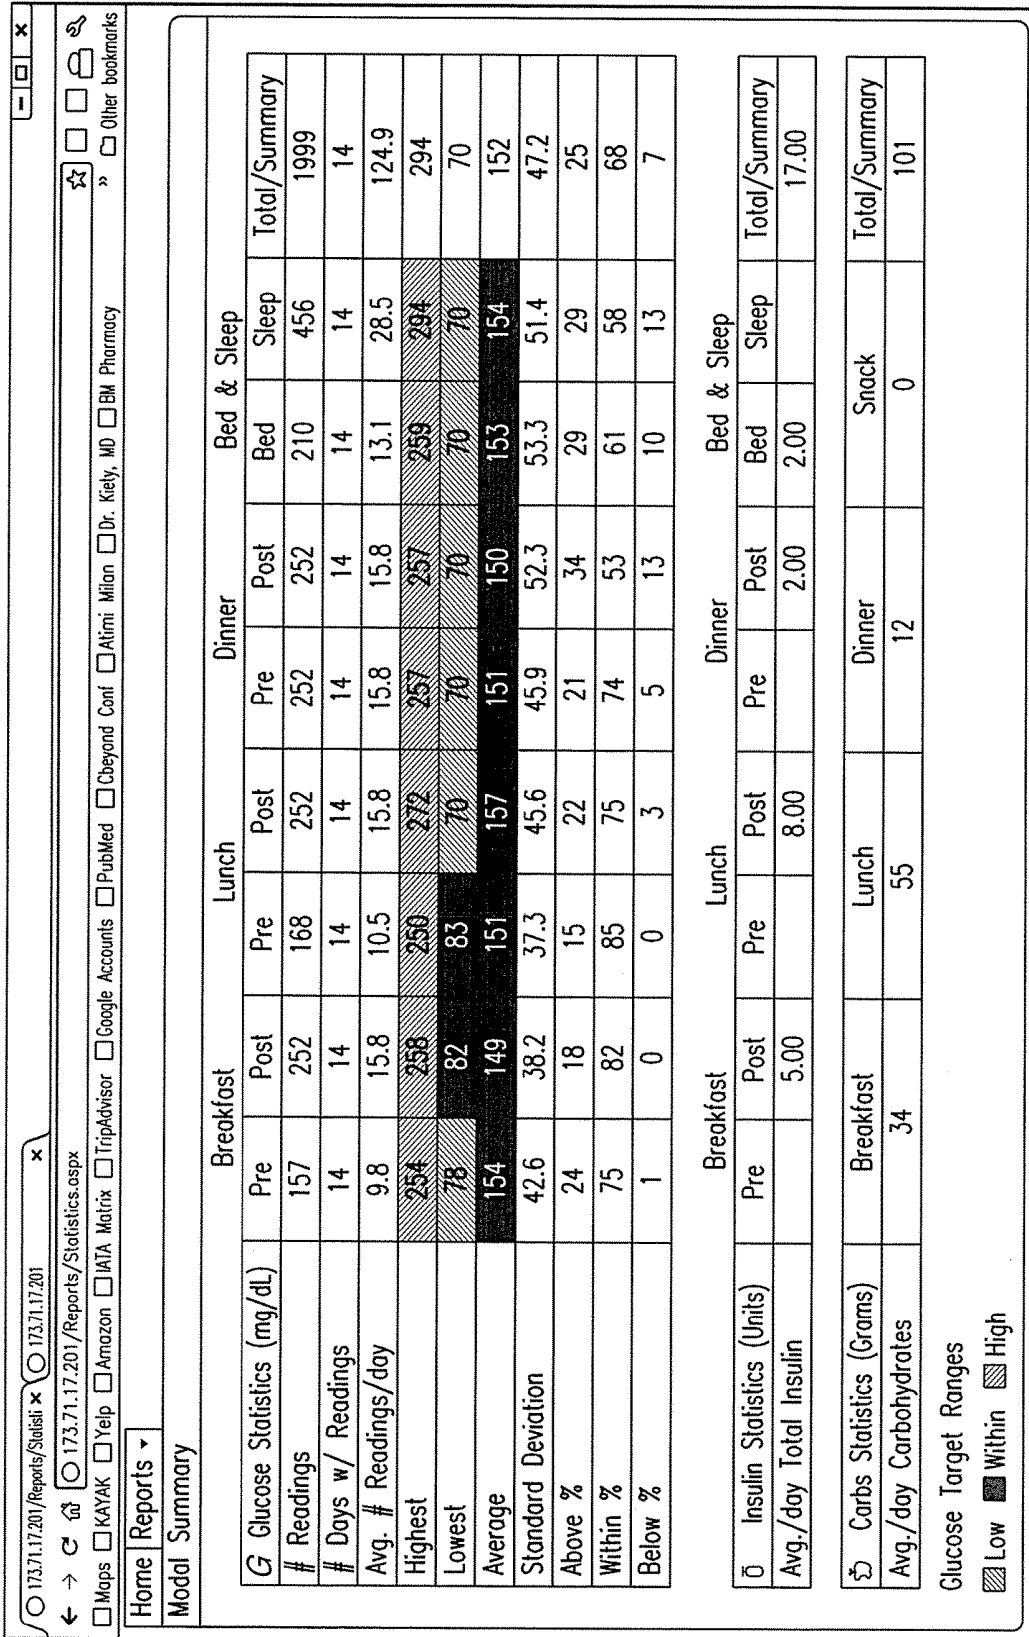 173.71.17.201/Reports/Statisti × 173.71.17.201 ×
173.71.17.201/Reports/Statistics.aspx
Maps KAYAK Yelp Amazon IATA Matrix TripAdvisor Google Accounts PubMed Cbeyond Conf Atimi Milan Dr. Kiety, MD BM Pharmacy » Other bookmarks
Home Reports
Modal Summary
Breakfast Lunch Dinner Bed & Sleep
G Glucose Statistics (mg/dL) Pre Post Pre Post Pre Post Bed Sleep Total/Summary
# Readings 157 252 168 252 252 252 210 456 1999
# Days w/ Readings 14 14 14 14 14 14 14 14 14
Avg. # Readings/day 9.8 15.8 10.5 15.8 15.8 15.8 13.1 28.5 124.9
Highest 254 258 250 272 257 257 259 294 294
Lowest 78 82 83 70 70 70 70 70 70
Average 154 149 151 157 151 150 153 154 152
Standard Deviation 42.6 38.2 37.3 45.6 45.9 52.3 53.3 51.4 47.2
Above % 24 18 15 22 21 34 29 29 25
Within % 75 82 85 75 74 53 61 58 68
Below % 1 0 0 3 5 13 10 13 7
Breakfast Lunch Dinner Bed & Sleep
Insulin Statistics (Units) Pre Post Pre Post Pre Post Bed Sleep Total/Summary
Avg./day Total Insulin 5.00 8.00 2.00 2.00 17.00
Carbs Statistics (Grams) Breakfast Lunch Dinner Snack Total/Summary
Avg./day Carbohydrates 34 55 12 0 101
Glucose Target Ranges
Low Within High